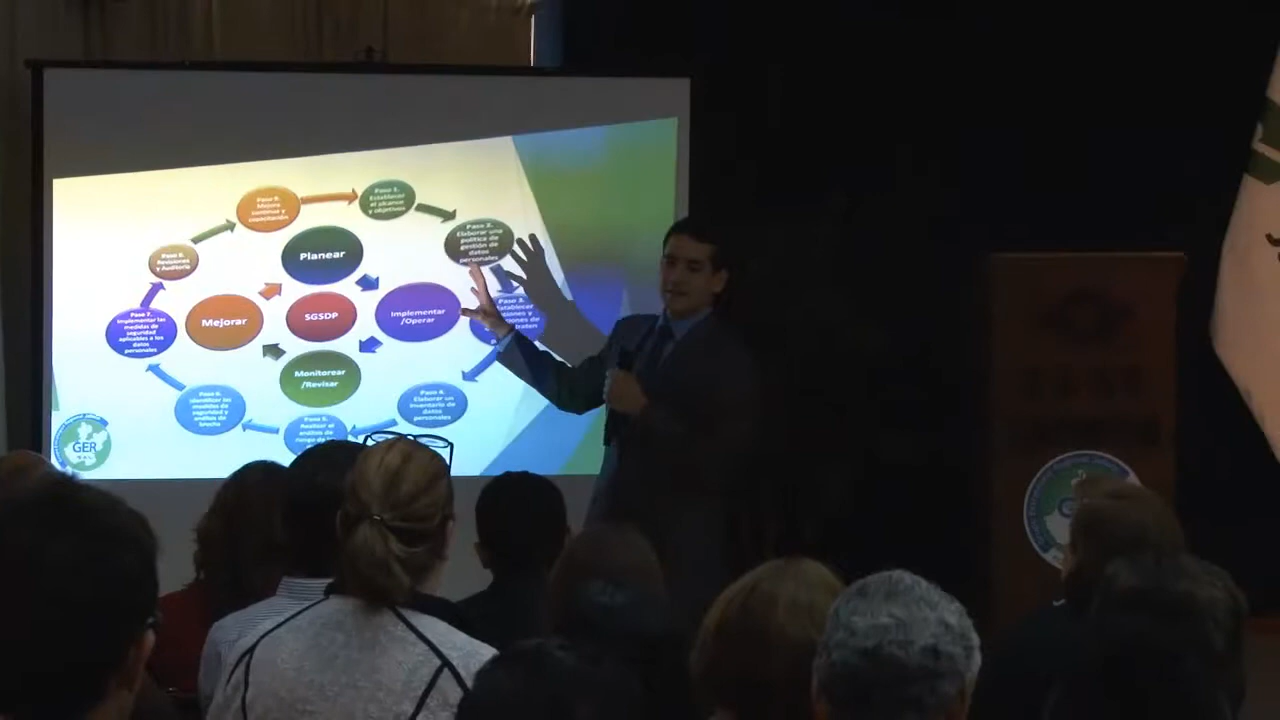 Paso 9.
Mejora
continua y
capacitación
Paso 1.
Establecer
el alcance
y objetivos
Paso 2.
Elaborar una
política de
gestión de
datos
personales
Paso 3.
Establecer
Paso 4.
Elaborar un
inventario de
datos
personales
Paso 5.
Realizar el
análisis de
Paso 6.
Identificar las
medidas de
seguridad y
análisis de
brecha
Paso 7.
Implementar las
medidas de
seguridad
aplicables a los
datos
personales
Paso 8.
Revisiones
y Auditoría
Planear
Implementar
/Operar
Monitorear
/Revisar
Mejorar
SGSDP
GER